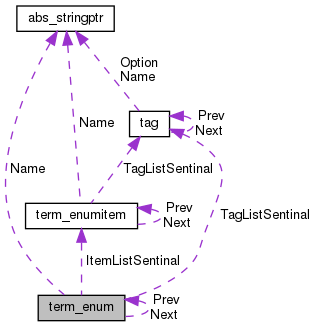 abs_stringptr
Option
Name
Name
tag
Prev
Next
TagListSentinal
Name
term_enumitem
Prev
Next
TagListSentinal
ItemListSentinal
term_enum
Prev
Next